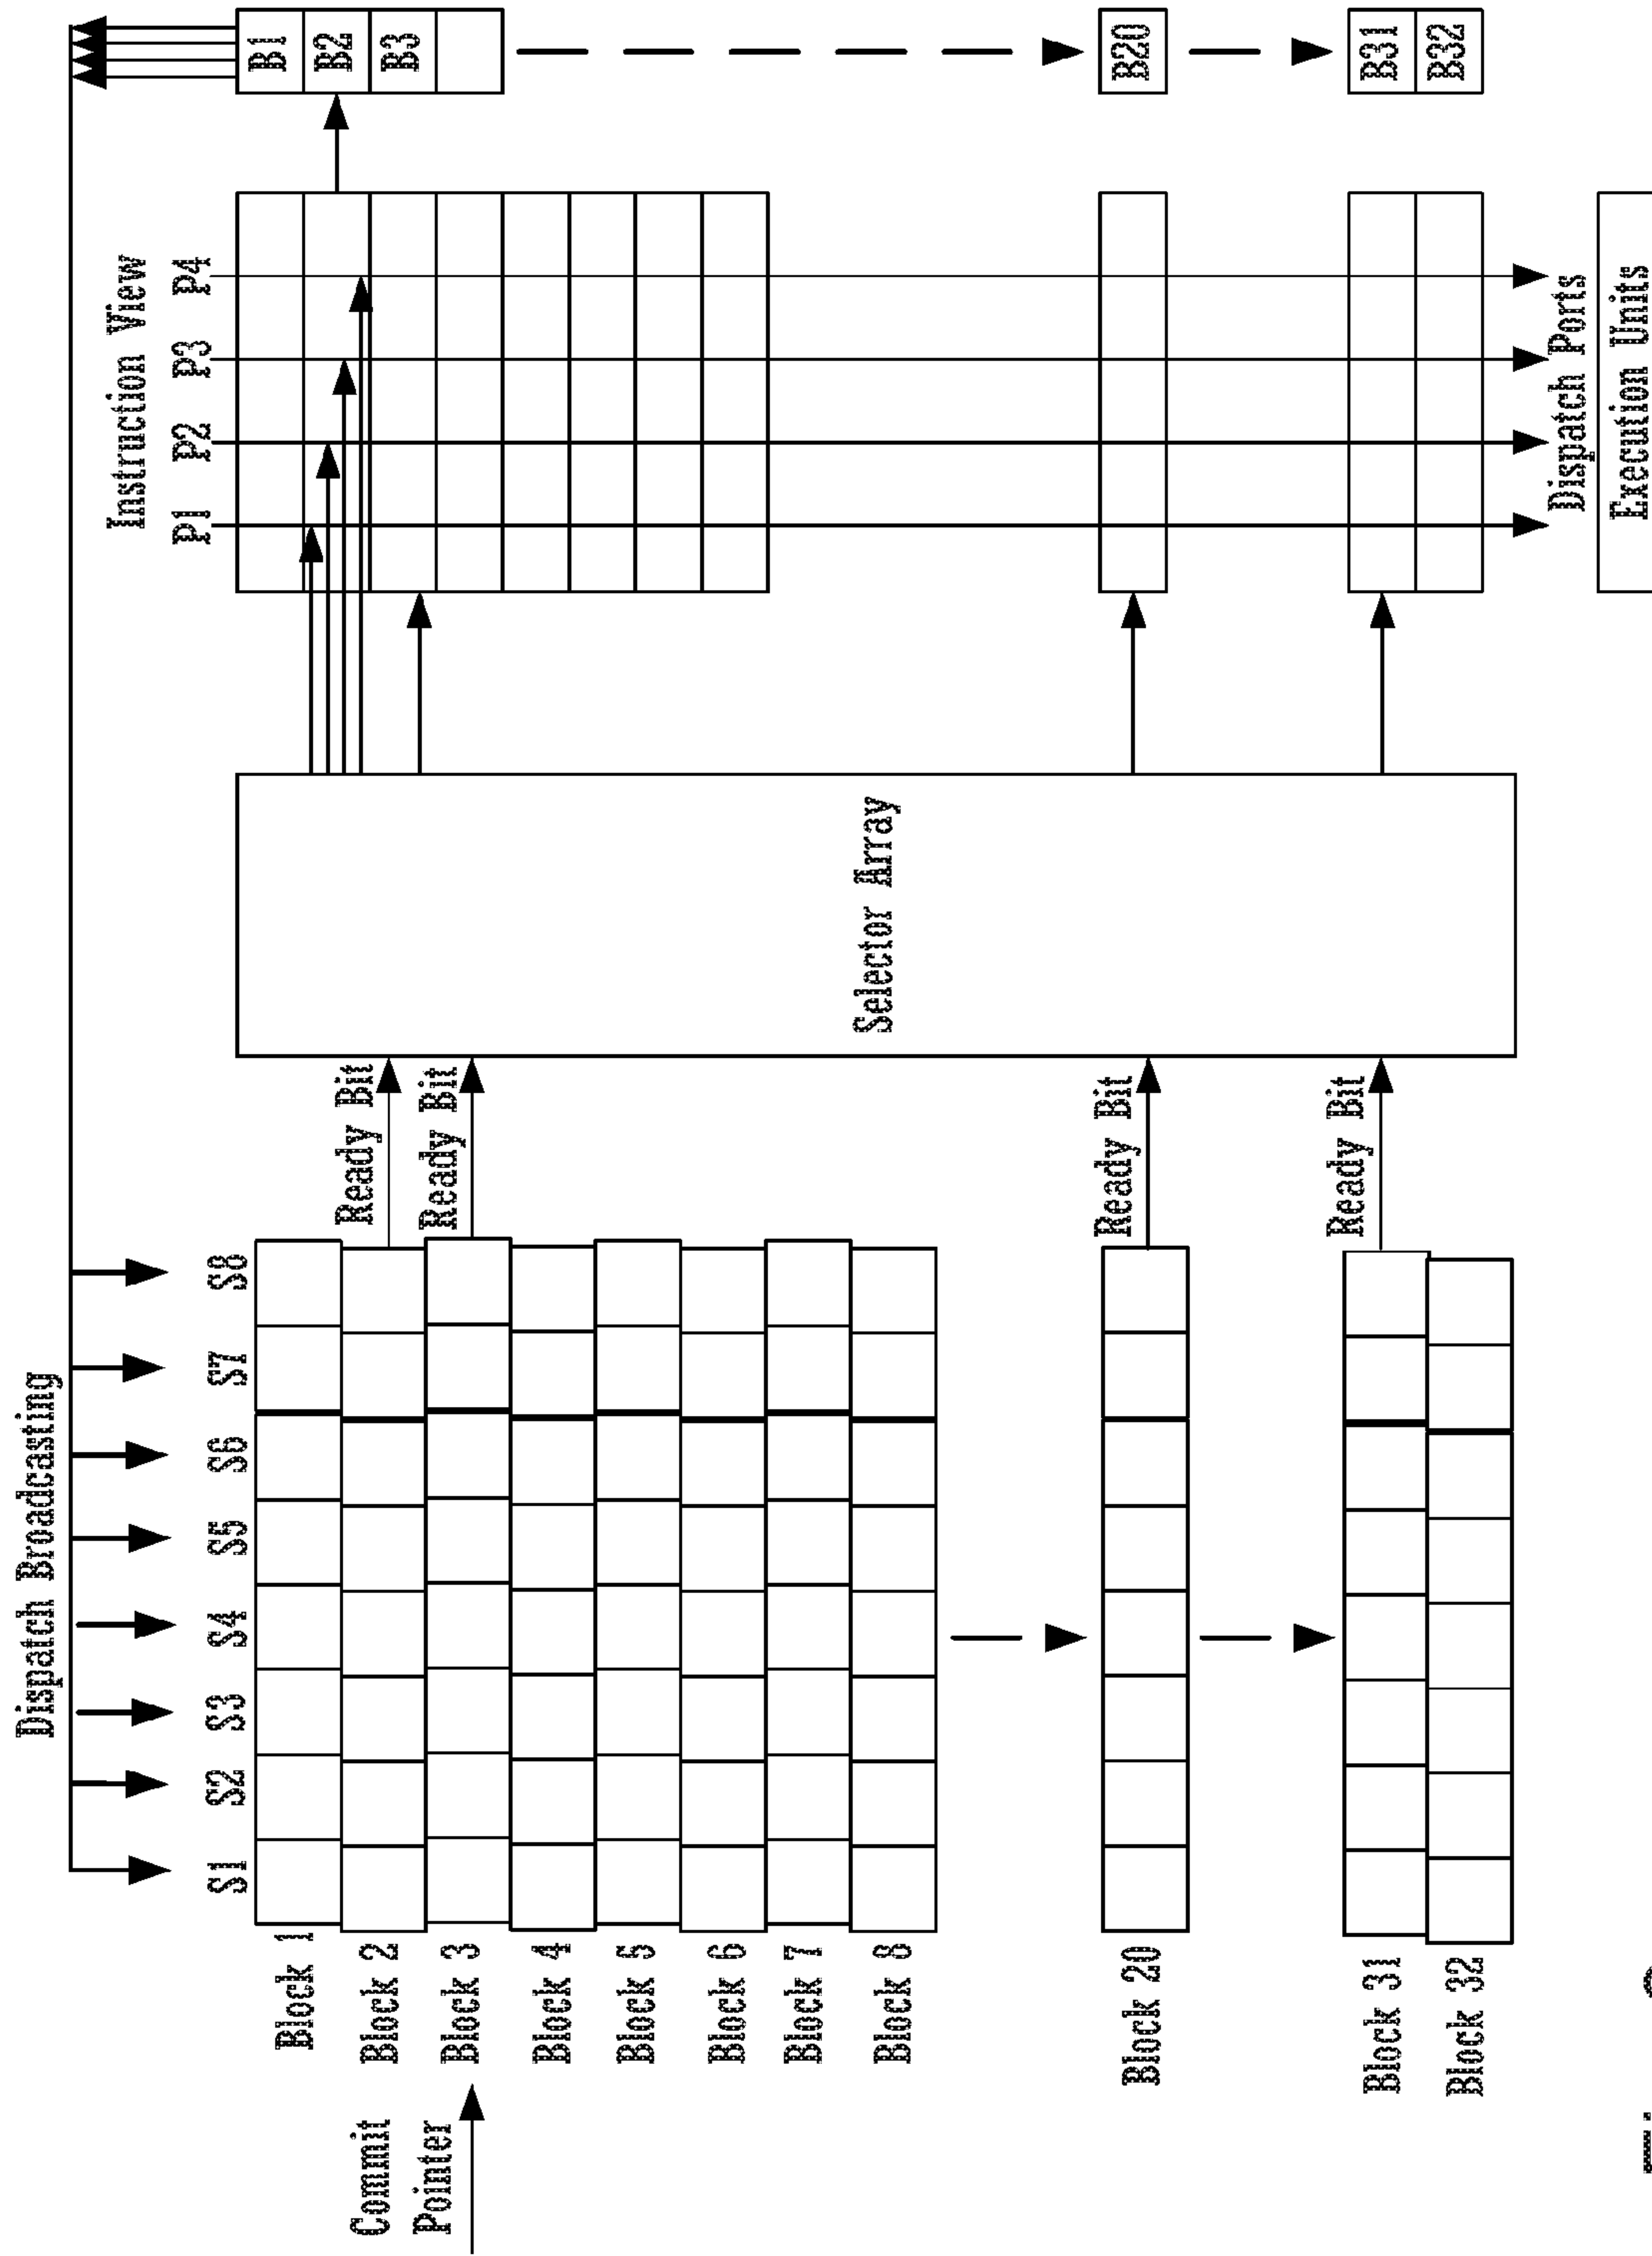 Dispatch Broadcasting
Instruction View
S1 S2 S3 S4 S5 S6 S7 S8
P1 P2 P3 P4
Commit
Pointer
Block 1
Block 2
Block 3
Block 4
Block 5
Block 6
Block 7
Block 8
Block 20
Block 31
Block 32
Ready Bit
Ready Bit
Ready Bit
Ready Bit
Selector Array
B1
B2
B3
B20
B31
B32
Dispatch Ports
Execution Units